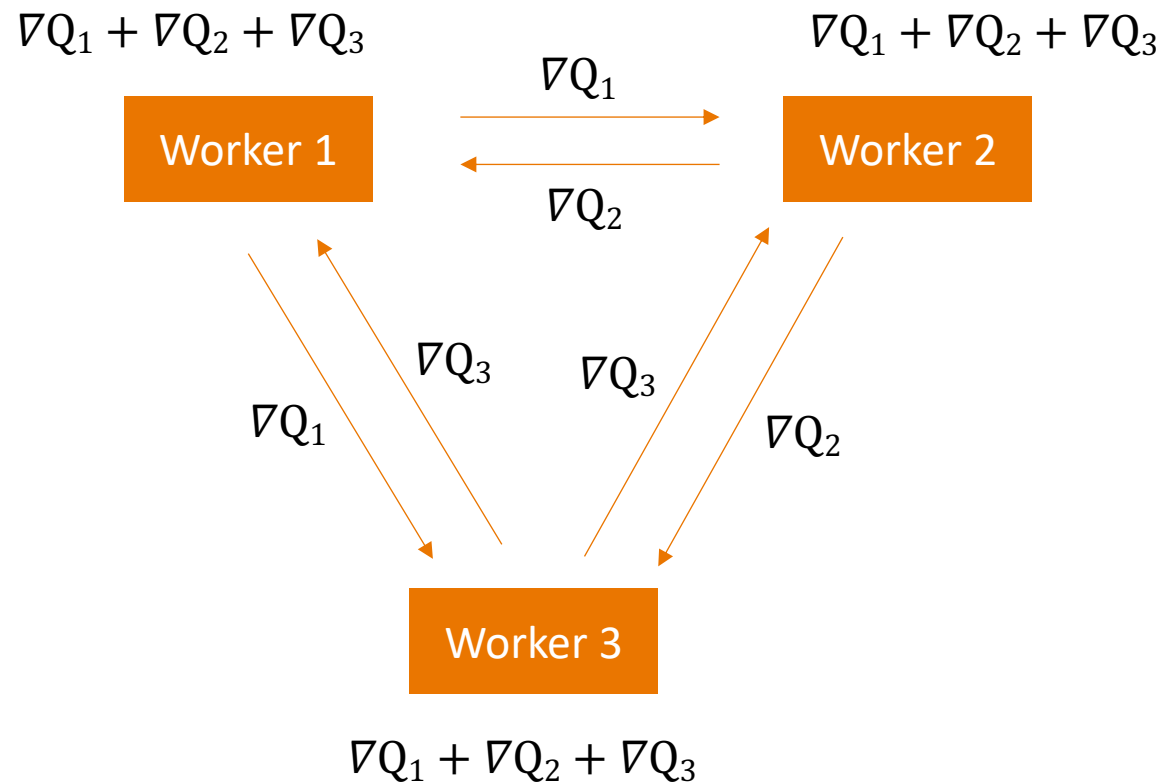 ∇Q₁ + ∇Q₂ + ∇Q₃
∇Q₁ + ∇Q₂ + ∇Q₃
∇Q₁
Worker 1
Worker 2
∇Q₂
∇Q₃
∇Q₃
∇Q₁
∇Q₂
Worker 3
∇Q₁ + ∇Q₂ + ∇Q₃